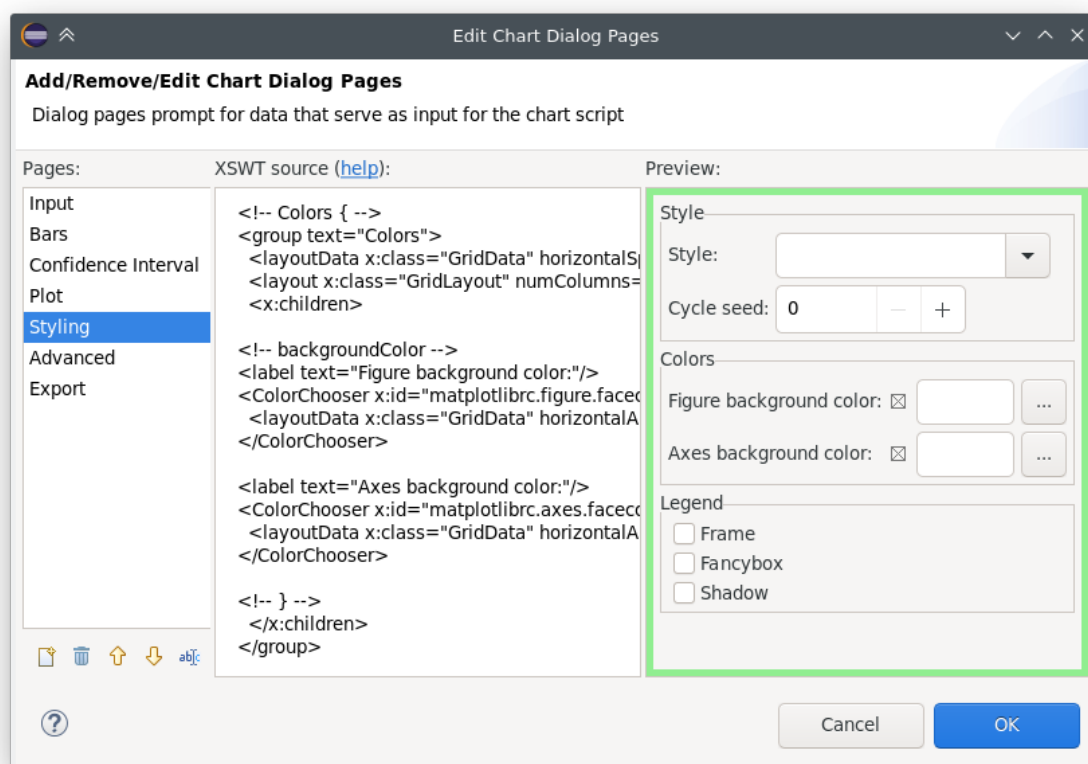 Edit Chart Dialog Pages
Add/Remove/Edit Chart Dialog Pages
Dialog pages prompt for data that serve as input for the chart script
Pages:
Input
Bars
Confidence Interval
Plot
Styling
Advanced
Export
XSWT source (help):
<!-- Colors { -->
<group text="Colors">
<layoutData x:class="GridData" horizontalSp
<layout x:class="GridLayout" numColumns=
<x:children>
<!-- backgroundColor -->
<label text="Figure background color:"/>
<ColorChooser x:id="matplotlibrc.figure.facec
<layoutData x:class="GridData" horizontalA
</ColorChooser>
<label text="Axes background color:"/>
<ColorChooser x:id="matplotlibrc.axes.faceco
<layoutData x:class="GridData" horizontalA
</ColorChooser>
<!-- } -->
</x:children>
</group>
Preview:
Style
Style:
Cycle seed: 0
Colors
Figure background color: ...
Axes background color: ...
Legend
Frame
Fancybox
Shadow
Cancel
OK